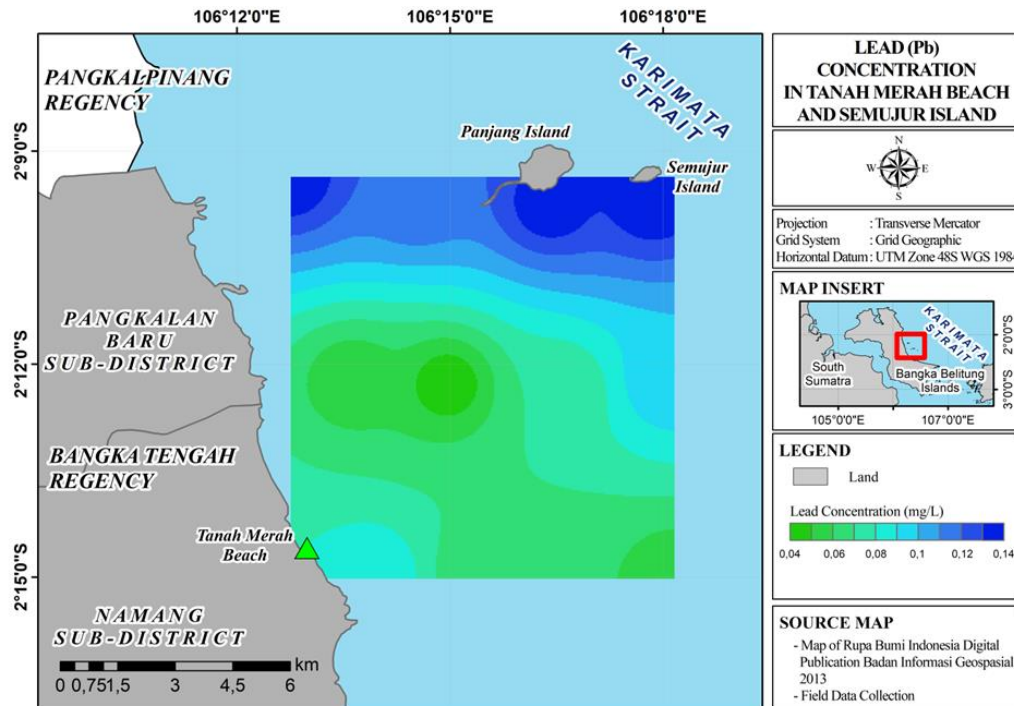 106°12'0"E
106°15'0"E
106°18'0"E
2°9'0"S
2°12'0"S
2°15'0"S
PANGKALPINANG
REGENCY
KARIMATA
STRAIT
Panjang Island
Semujur
Island
PANGKALAN
BARU
SUB-DISTRICT
BANGKA TENGAH
REGENCY
Tanah Merah
Beach
NAMANG
SUB-DISTRICT
0 0,75 1,5 3 4,5 6 km
LEAD (Pb)
CONCENTRATION
IN TANAH MERAH BEACH
AND SEMUJUR ISLAND
N
W E
S
Projection : Transverse Mercator
Grid System : Grid Geographic
Horizontal Datum : UTM Zone 48S WGS 1984
MAP INSERT
KARIMATA
STRAIT
South
Sumatra
Bangka Belitung
Islands
2°0'0"S
3°0'0"S
105°0'0"E
107°0'0"E
LEGEND
Land
Lead Concentration (mg/L)
0,04 0,06 0,08 0,1 0,12 0,14
SOURCE MAP
- Map of Rupa Bumi Indonesia Digital
Publication Badan Informasi Geospasial
2013
- Field Data Collection